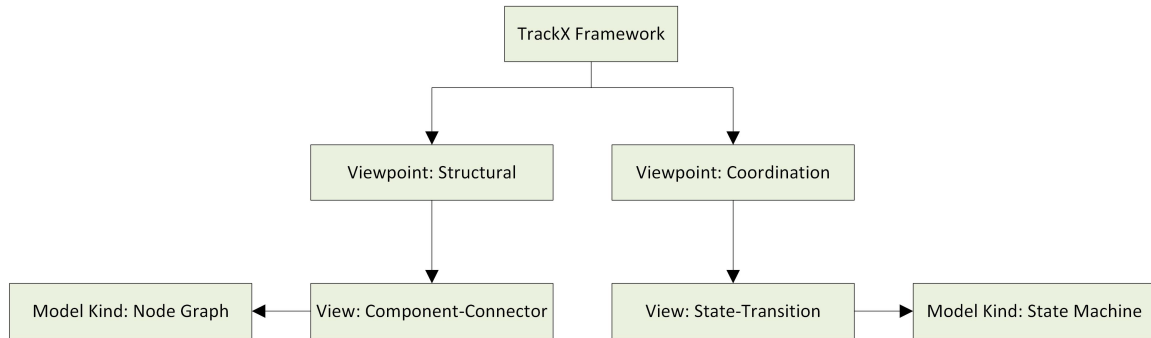 TrackX Framework
Viewpoint: Structural
Viewpoint: Coordination
Model Kind: Node Graph
View: Component-Connector
View: State-Transition
Model Kind: State Machine